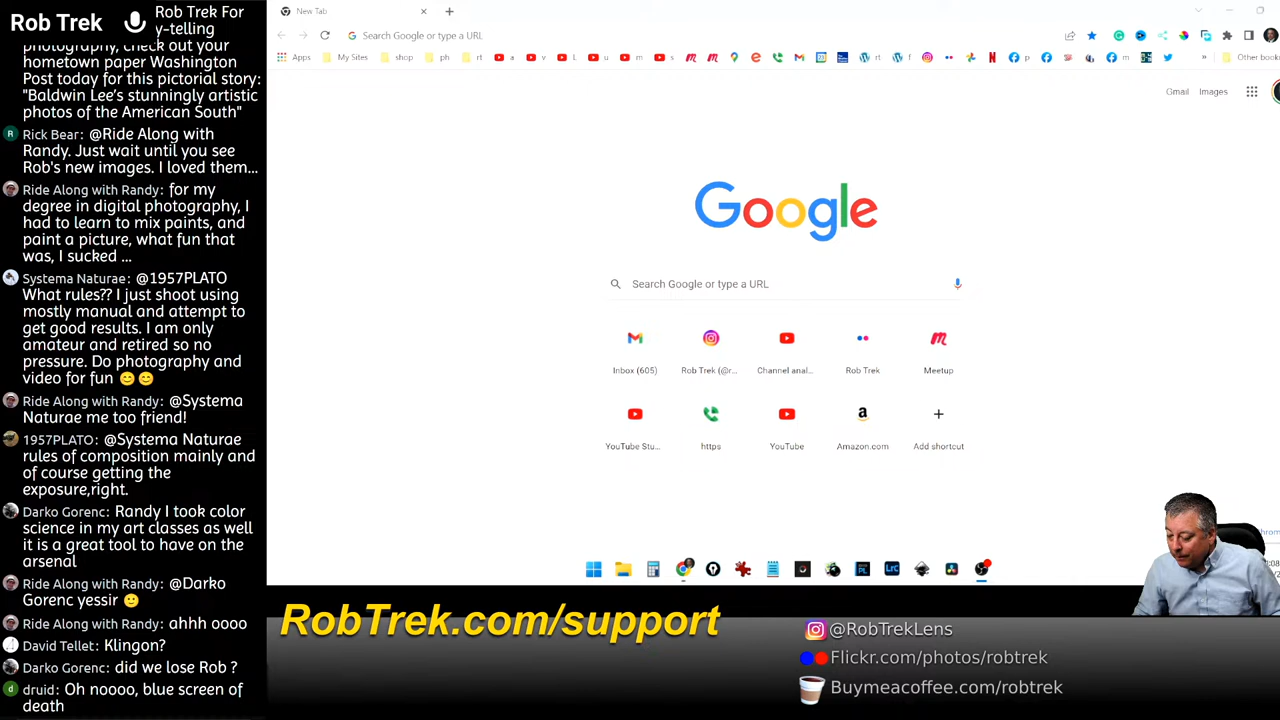 Rob Trek
Rob Trek For
y-telling
photography, check out your
hometown paper Washington
Post today for this pictorial story:
"Baldwin Lee's stunningly artistic
photos of the American South"
Rick Bear: @Ride Along with
Randy. Just wait until you see
Rob's new images. I loved them...
Ride Along with Randy: for my
degree in digital photography, I
had to learn to mix paints, and
paint a picture, what fun that
was, I sucked ...
Systema Naturae: @1957PLATO
What rules?? I just shoot using
mostly manual and attempt to
get good results. I am only
amateur and retired so no
pressure. Do photography and
video for fun 😊😊
Ride Along with Randy: @Systema
Naturae me too friend!
1957PLATO: @Systema Naturae
rules of composition mainly and
of course getting the
exposure,right.
Darko Gorenc: Randy I took color
science in my art classes as well
it is a great tool to have on the
arsenal
Ride Along with Randy: @Darko
Gorenc yessir 🙂
Ride Along with Randy: ahhh oooo
David Tellet: Klingon?
Darko Gorenc: did we lose Rob ?
druid: Oh noooo, blue screen of
death
New Tab
Search Google or type a URL
Apps My Sites shop ph rt a v L u m s rt f p m » Other book
Gmail Images
Google
Search Google or type a URL
Inbox (605) Rob Trek (@r... Channel anal... Rob Trek Meetup
YouTube Stu... https YouTube Amazon.com Add shortcut
RobTrek.com/support
@RobTrekLens
Flickr.com/photos/robtrek
Buymeacoffee.com/robtrek